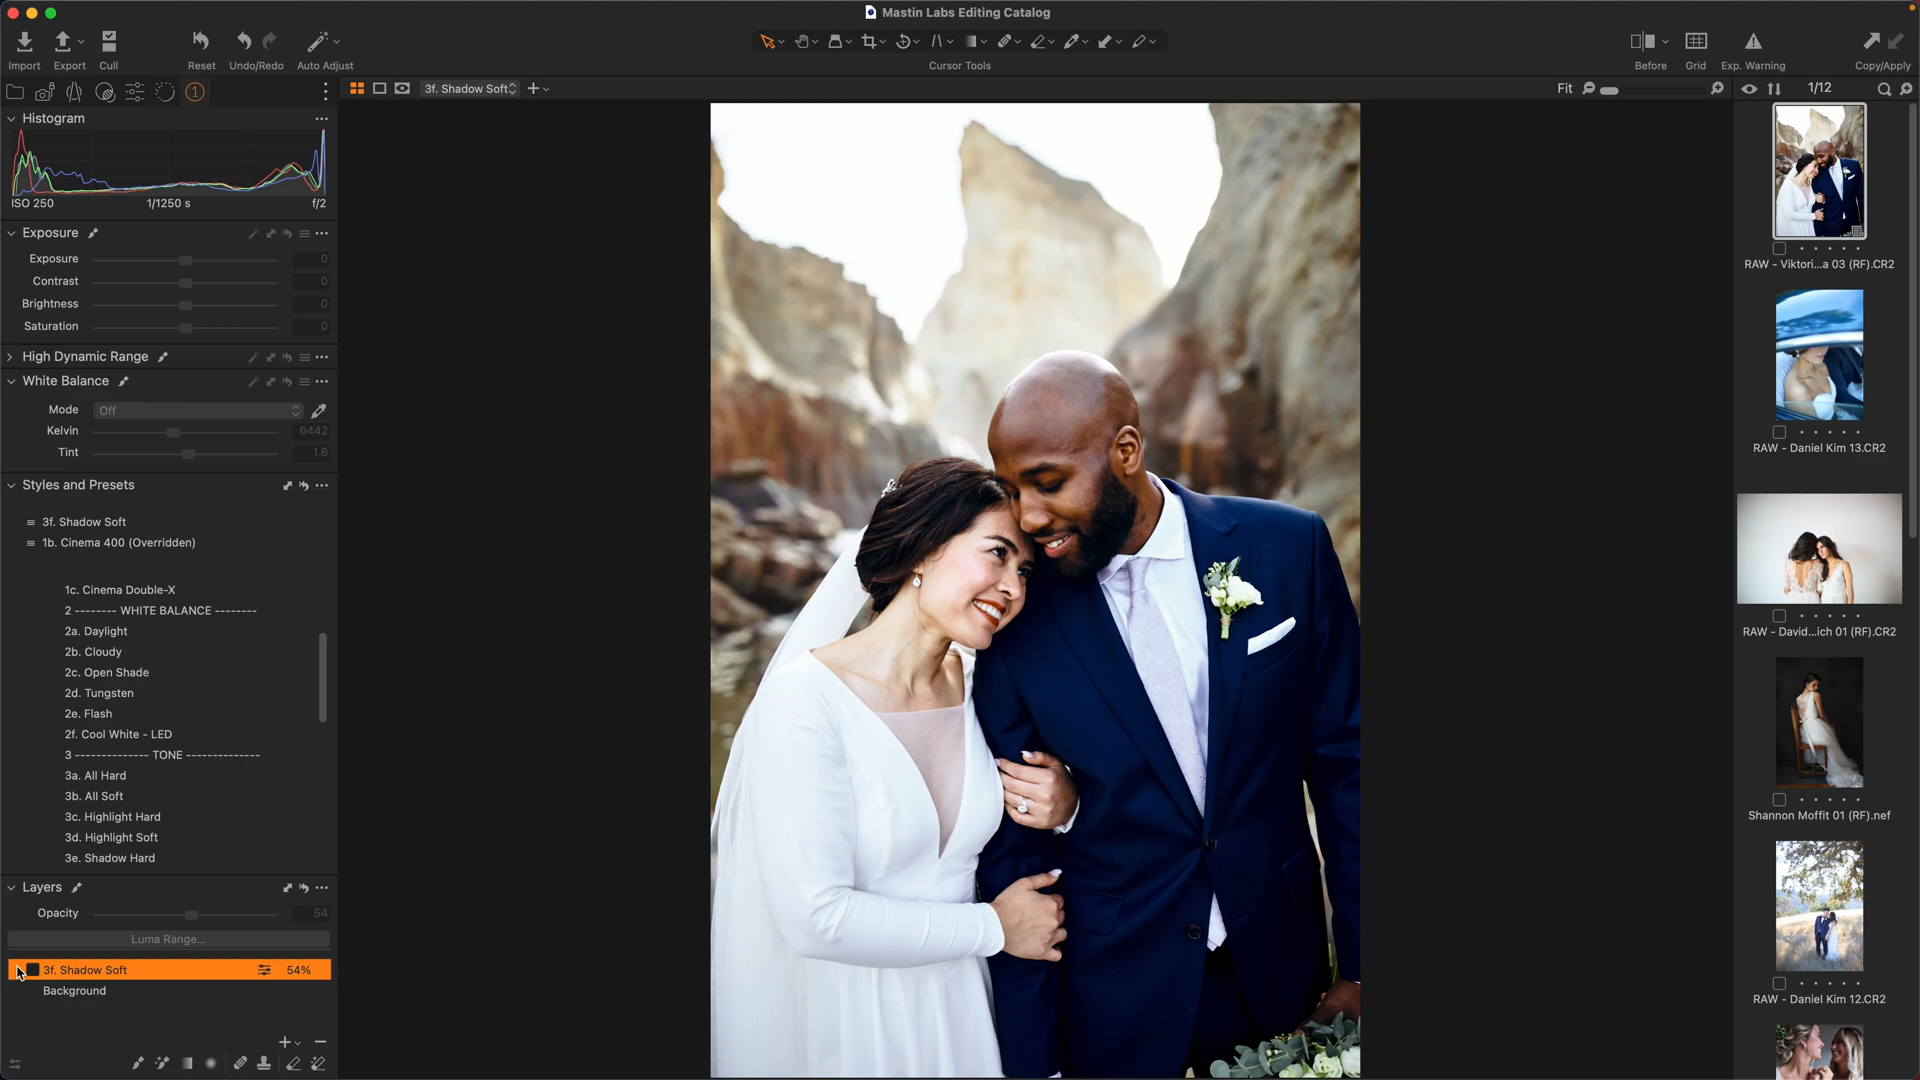 Mastin Labs Editing Catalog
Import
Export
Cull
Reset
Undo/Redo
Auto Adjust
Cursor Tools
Before
Grid
Exp. Warning
Copy/Apply
1
3f. Shadow Soft
Fit
1/12
Histogram
ISO 250
1/1250 s
f/2
Exposure
Exposure 0
Contrast 0
Brightness 0
Saturation 0
High Dynamic Range
White Balance
Mode Off
Kelvin 6442
Tint 1.6
Styles and Presets
3f. Shadow Soft
1b. Cinema 400 (Overridden)
1c. Cinema Double-X
2 -------- WHITE BALANCE --------
2a. Daylight
2b. Cloudy
2c. Open Shade
2d. Tungsten
2e. Flash
2f. Cool White - LED
3 -------------- TONE --------------
3a. All Hard
3b. All Soft
3c. Highlight Hard
3d. Highlight Soft
3e. Shadow Hard
Layers
Opacity 54
Luma Range...
3f. Shadow Soft 54%
Background
RAW - Viktori...a 03 (RF).CR2
RAW - Daniel Kim 13.CR2
RAW - David...ich 01 (RF).CR2
Shannon Moffit 01 (RF).nef
RAW - Daniel Kim 12.CR2